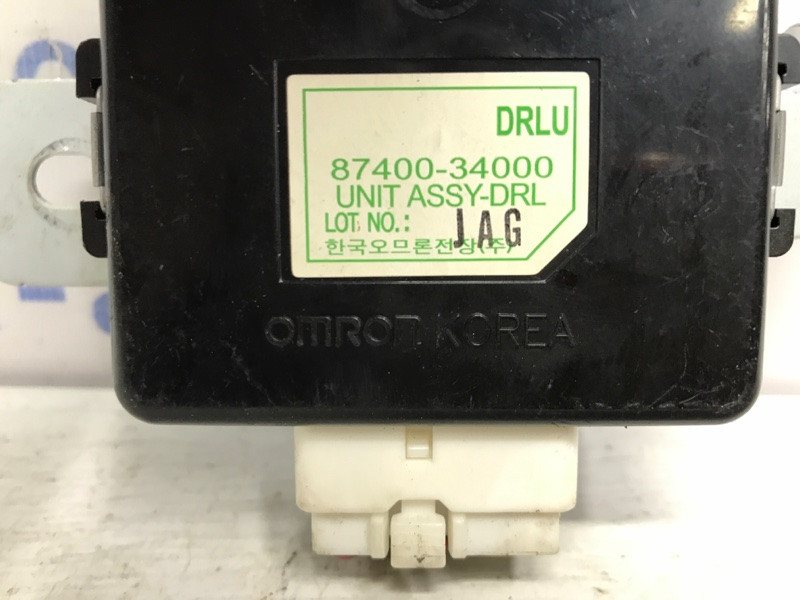 DRLU
87400-34000
UNIT ASSY-DRL
LOT NO.: JAG
한국오므론전장(주)
OMRON KOREA